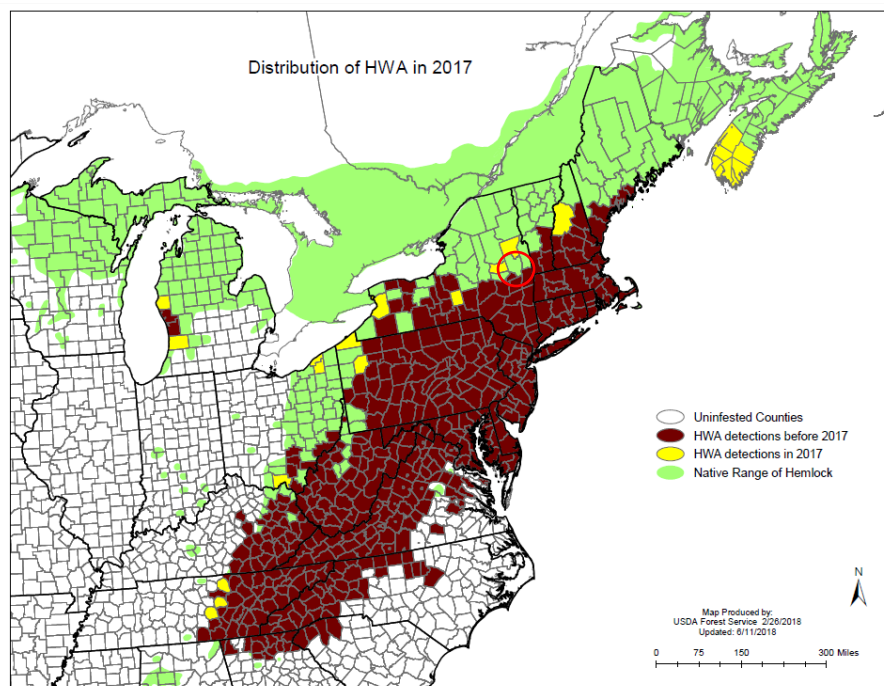 Distribution of HWA in 2017
Uninfested Counties
HWA detections before 2017
HWA detections in 2017
Native Range of Hemlock
N
Map Produced by:
USDA Forest Service 2/26/2018
Updated: 6/11/2018
0 75 150 300 Miles